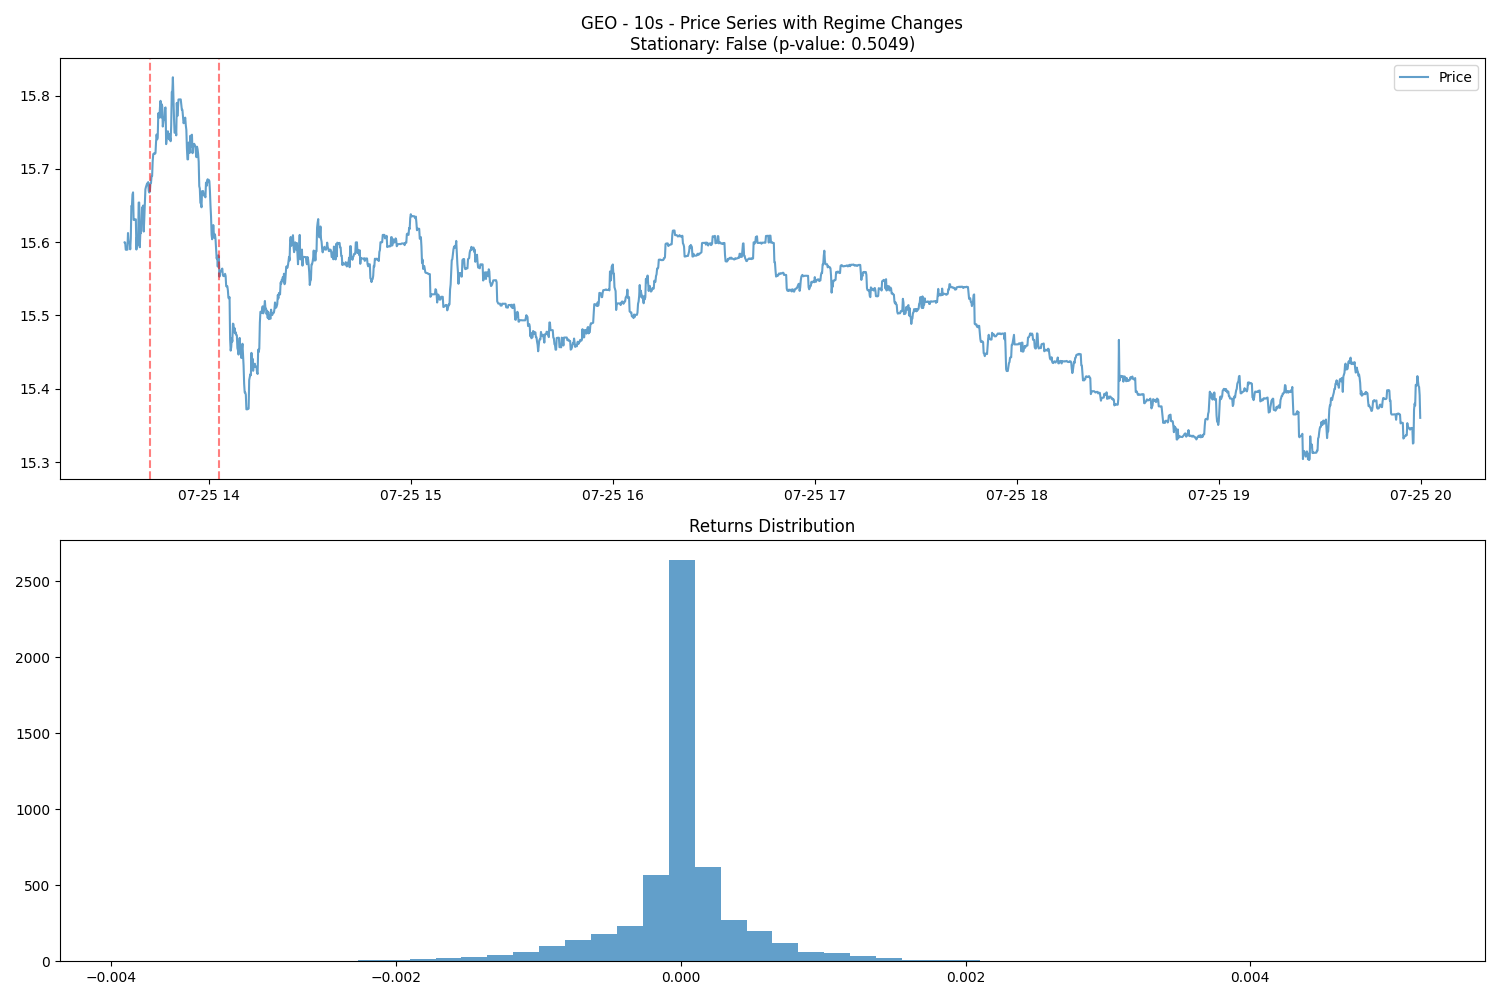 GEO - 10s - Price Series with Regime Changes
Stationary: False (p-value: 0.5049)
Price
15.8
15.7
15.6
15.5
15.4
15.3
07-25 14 07-25 15 07-25 16 07-25 17 07-25 18 07-25 19 07-25 20
Returns Distribution
2500
2000
1500
1000
500
0
−0.004 −0.002 0.000 0.002 0.004